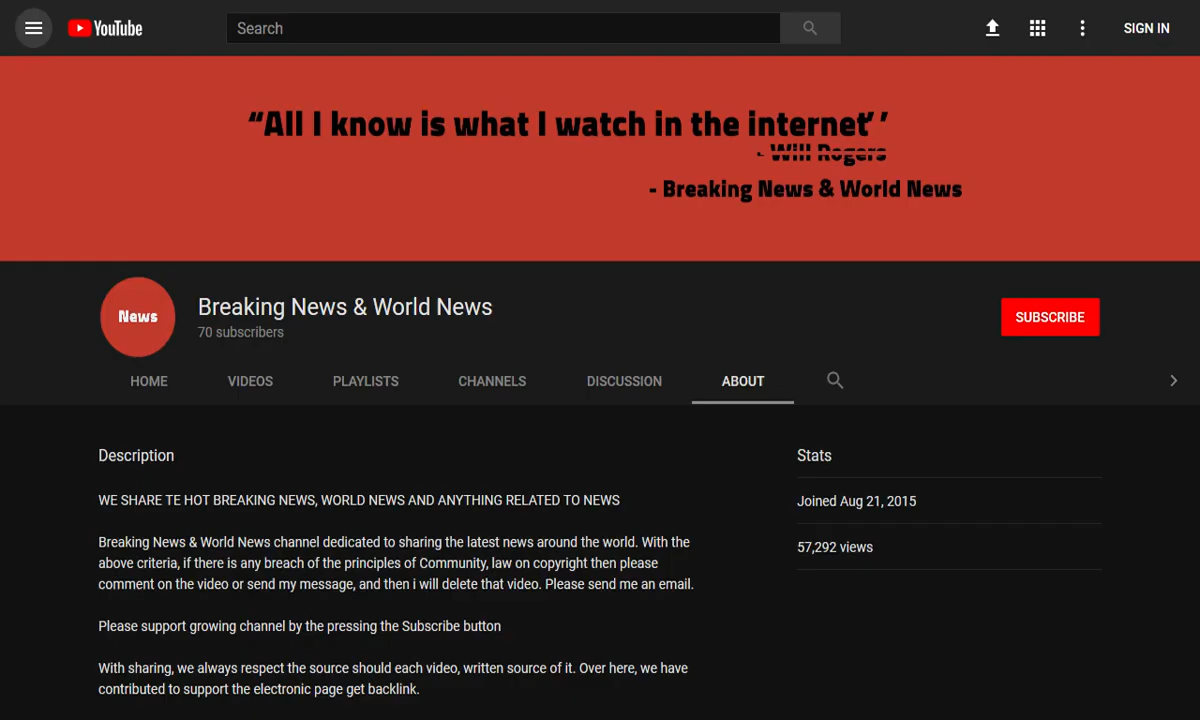 YouTube
Search
SIGN IN
“All I know is what I watch in the internet’’
- Will Rogers
- Breaking News & World News
News
Breaking News & World News
70 subscribers
SUBSCRIBE
HOME VIDEOS PLAYLISTS CHANNELS DISCUSSION ABOUT
Description
WE SHARE TE HOT BREAKING NEWS, WORLD NEWS AND ANYTHING RELATED TO NEWS
Breaking News & World News channel dedicated to sharing the latest news around the world. With the
above criteria, if there is any breach of the principles of Community, law on copyright then please
comment on the video or send my message, and then i will delete that video. Please send me an email.
Please support growing channel by the pressing the Subscribe button
With sharing, we always respect the source should each video, written source of it. Over here, we have
contributed to support the electronic page get backlink.
Stats
Joined Aug 21, 2015
57,292 views